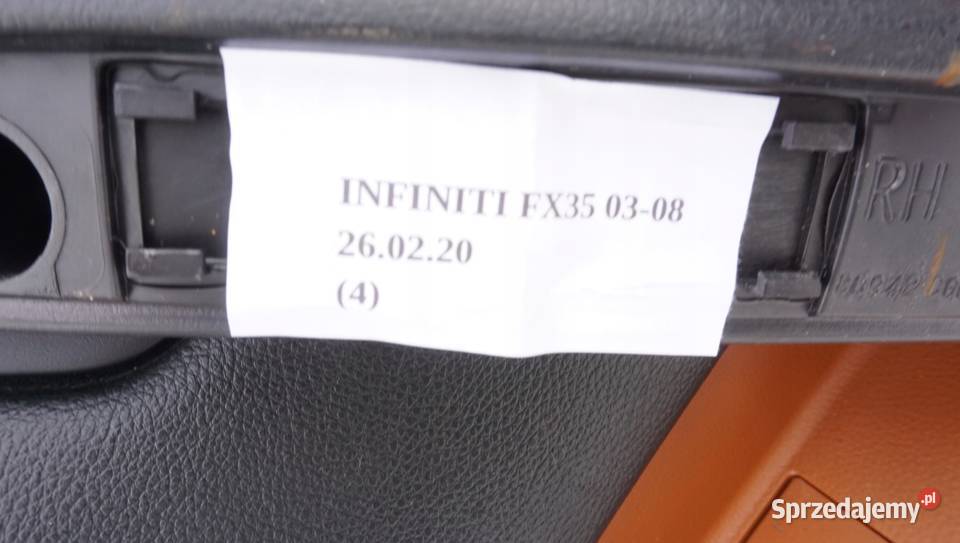 INFINITI FX35 03-08
26.02.20
(4)
RH
Sprzedajemy.pl